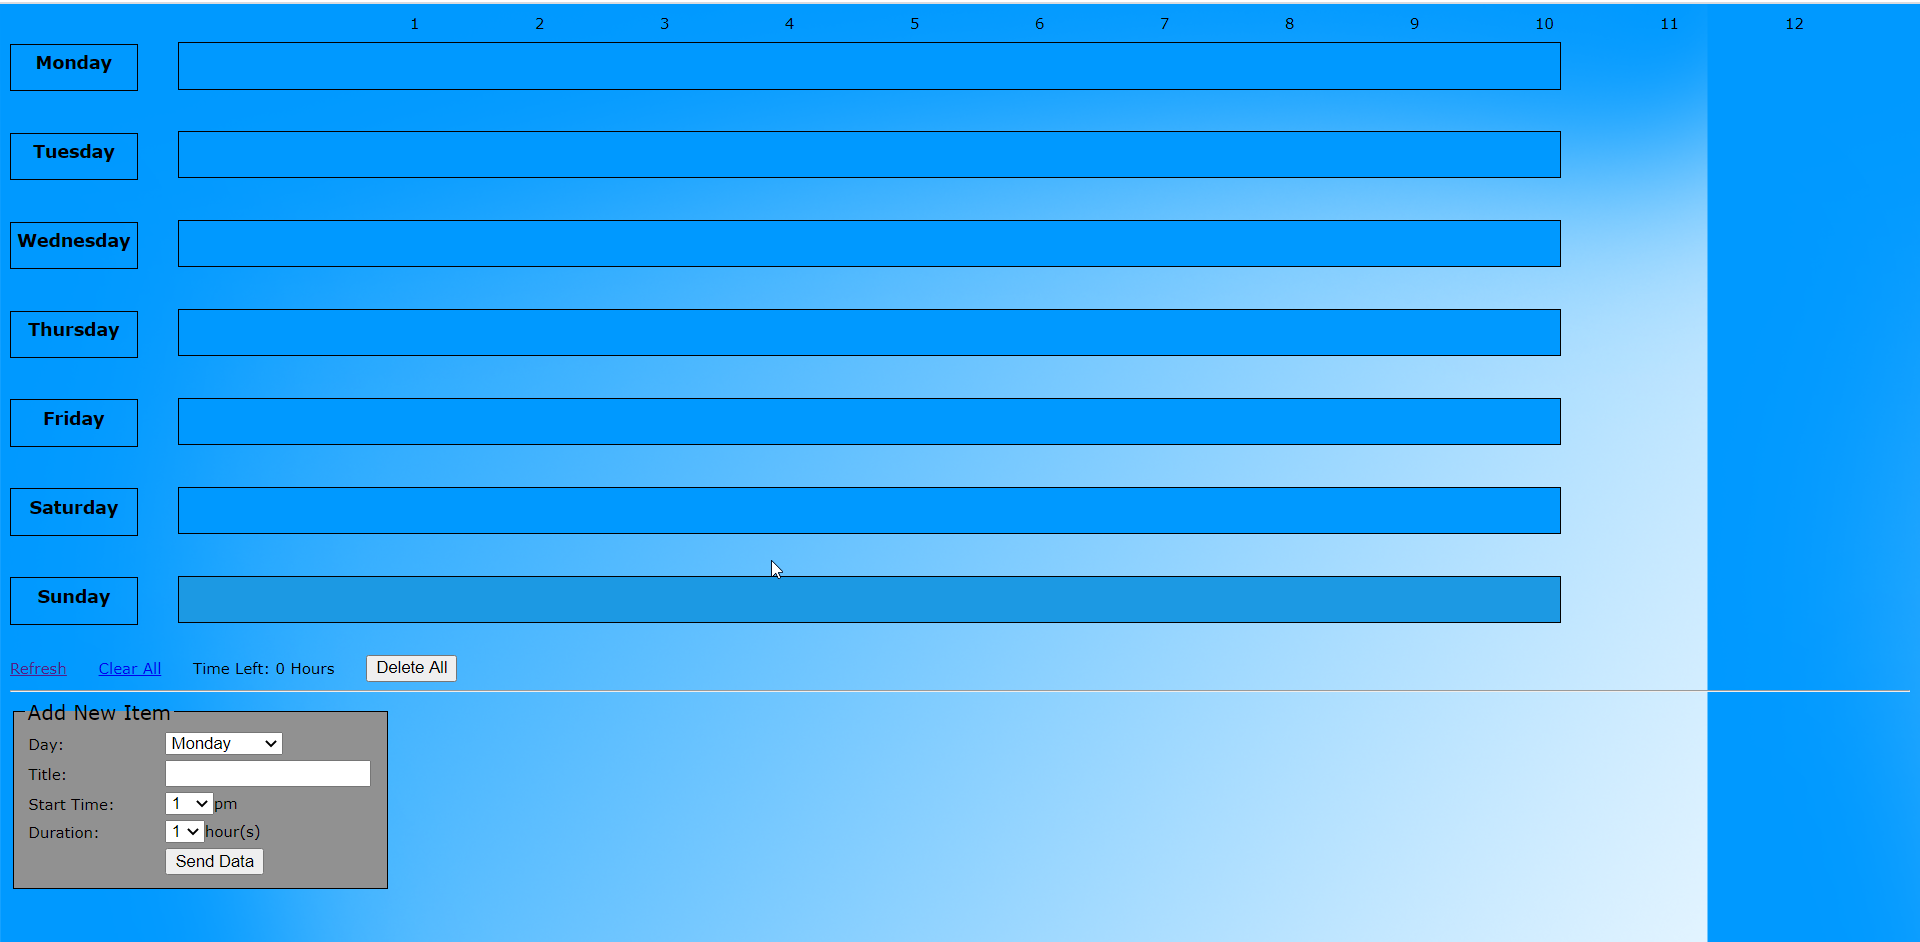 1 2 3 4 5 6 7 8 9 10 11 12
Monday
Tuesday
Wednesday
Thursday
Friday
Saturday
Sunday
Refresh Clear All Time Left: 0 Hours Delete All
Add New Item
Day: Monday
Title:
Start Time: 1 pm
Duration: 1 hour(s)
Send Data